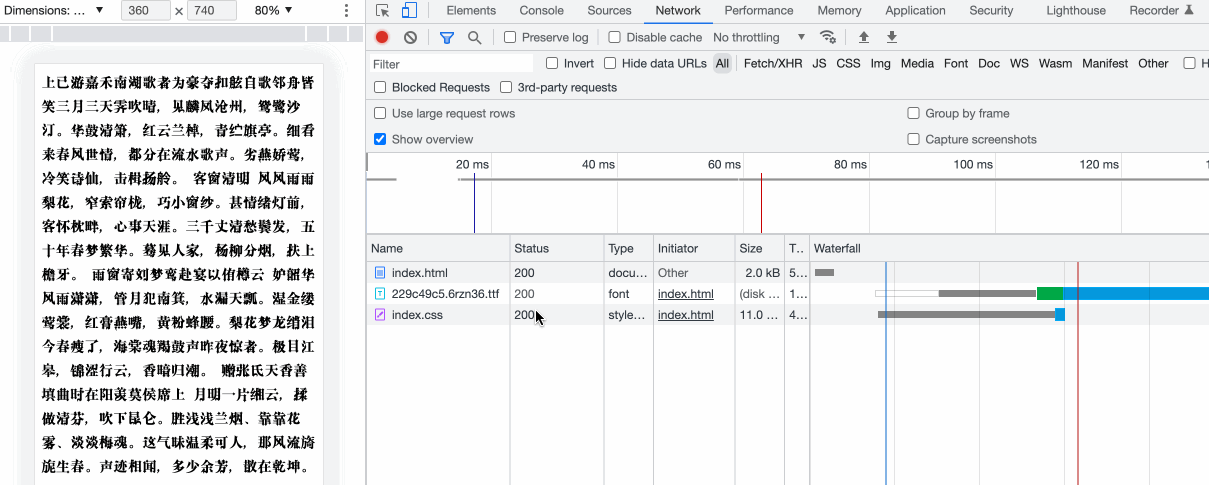 Dimensions: ... ▼ 360 × 740 80% ▼
上已游嘉禾南湖歌者为豪夺扣舷自歌邻舟皆
笑三月三天霁吹晴，见麟风沧州，鸳鹭沙
汀。华鼓清箫，红云兰棹，青纻旗亭。细看
来春风世情，都分在流水歌声。劣燕娇莺，
冷笑诗仙，击楫扬舲。 客窗清明 风风雨雨
梨花，窄索帘栊，巧小窗纱。甚情绪灯前，
客怀枕畔，心事天涯。三千丈清愁鬓发，五
十年春梦繁华。蓦见人家，杨柳分烟，扶上
檐牙。 雨窗寄刘梦鸾赴宴以侑樽云 妒韶华
风雨潇潇，管月犯南箕，水漏天瓢。湿金缕
莺裳，红膏燕嘴，黄粉蜂腰。梨花梦龙绡泪
今春瘦了，海棠魂羯鼓声昨夜惊者。极目江
皋，锦涩行云，香暗归潮。 赠张氏天香善
填曲时在阳羡莫侯席上 月明一片缃云，揉
做清芬，吹下昆仑。胜浅浅兰烟、靠靠花
雾、淡淡梅魂。这气味温柔可人，那风流旖
旎生春。声迹相闻，多少余芳，散在乾坤。
Elements Console Sources Network Performance Memory Application Security Lighthouse Recorder
Preserve log Disable cache No throttling ▼
Filter Invert Hide data URLs All Fetch/XHR JS CSS Img Media Font Doc WS Wasm Manifest Other H
Blocked Requests 3rd-party requests
Use large request rows Group by frame
Show overview Capture screenshots
20 ms 40 ms 60 ms 80 ms 100 ms 120 ms 1
Name Status Type Initiator Size T.. Waterfall
index.html 200 docu... Other 2.0 kB 5...
229c49c5.6rzn36.ttf 200 font index.html (disk ... 1...
index.css 200 style... index.html 11.0 ... 4...